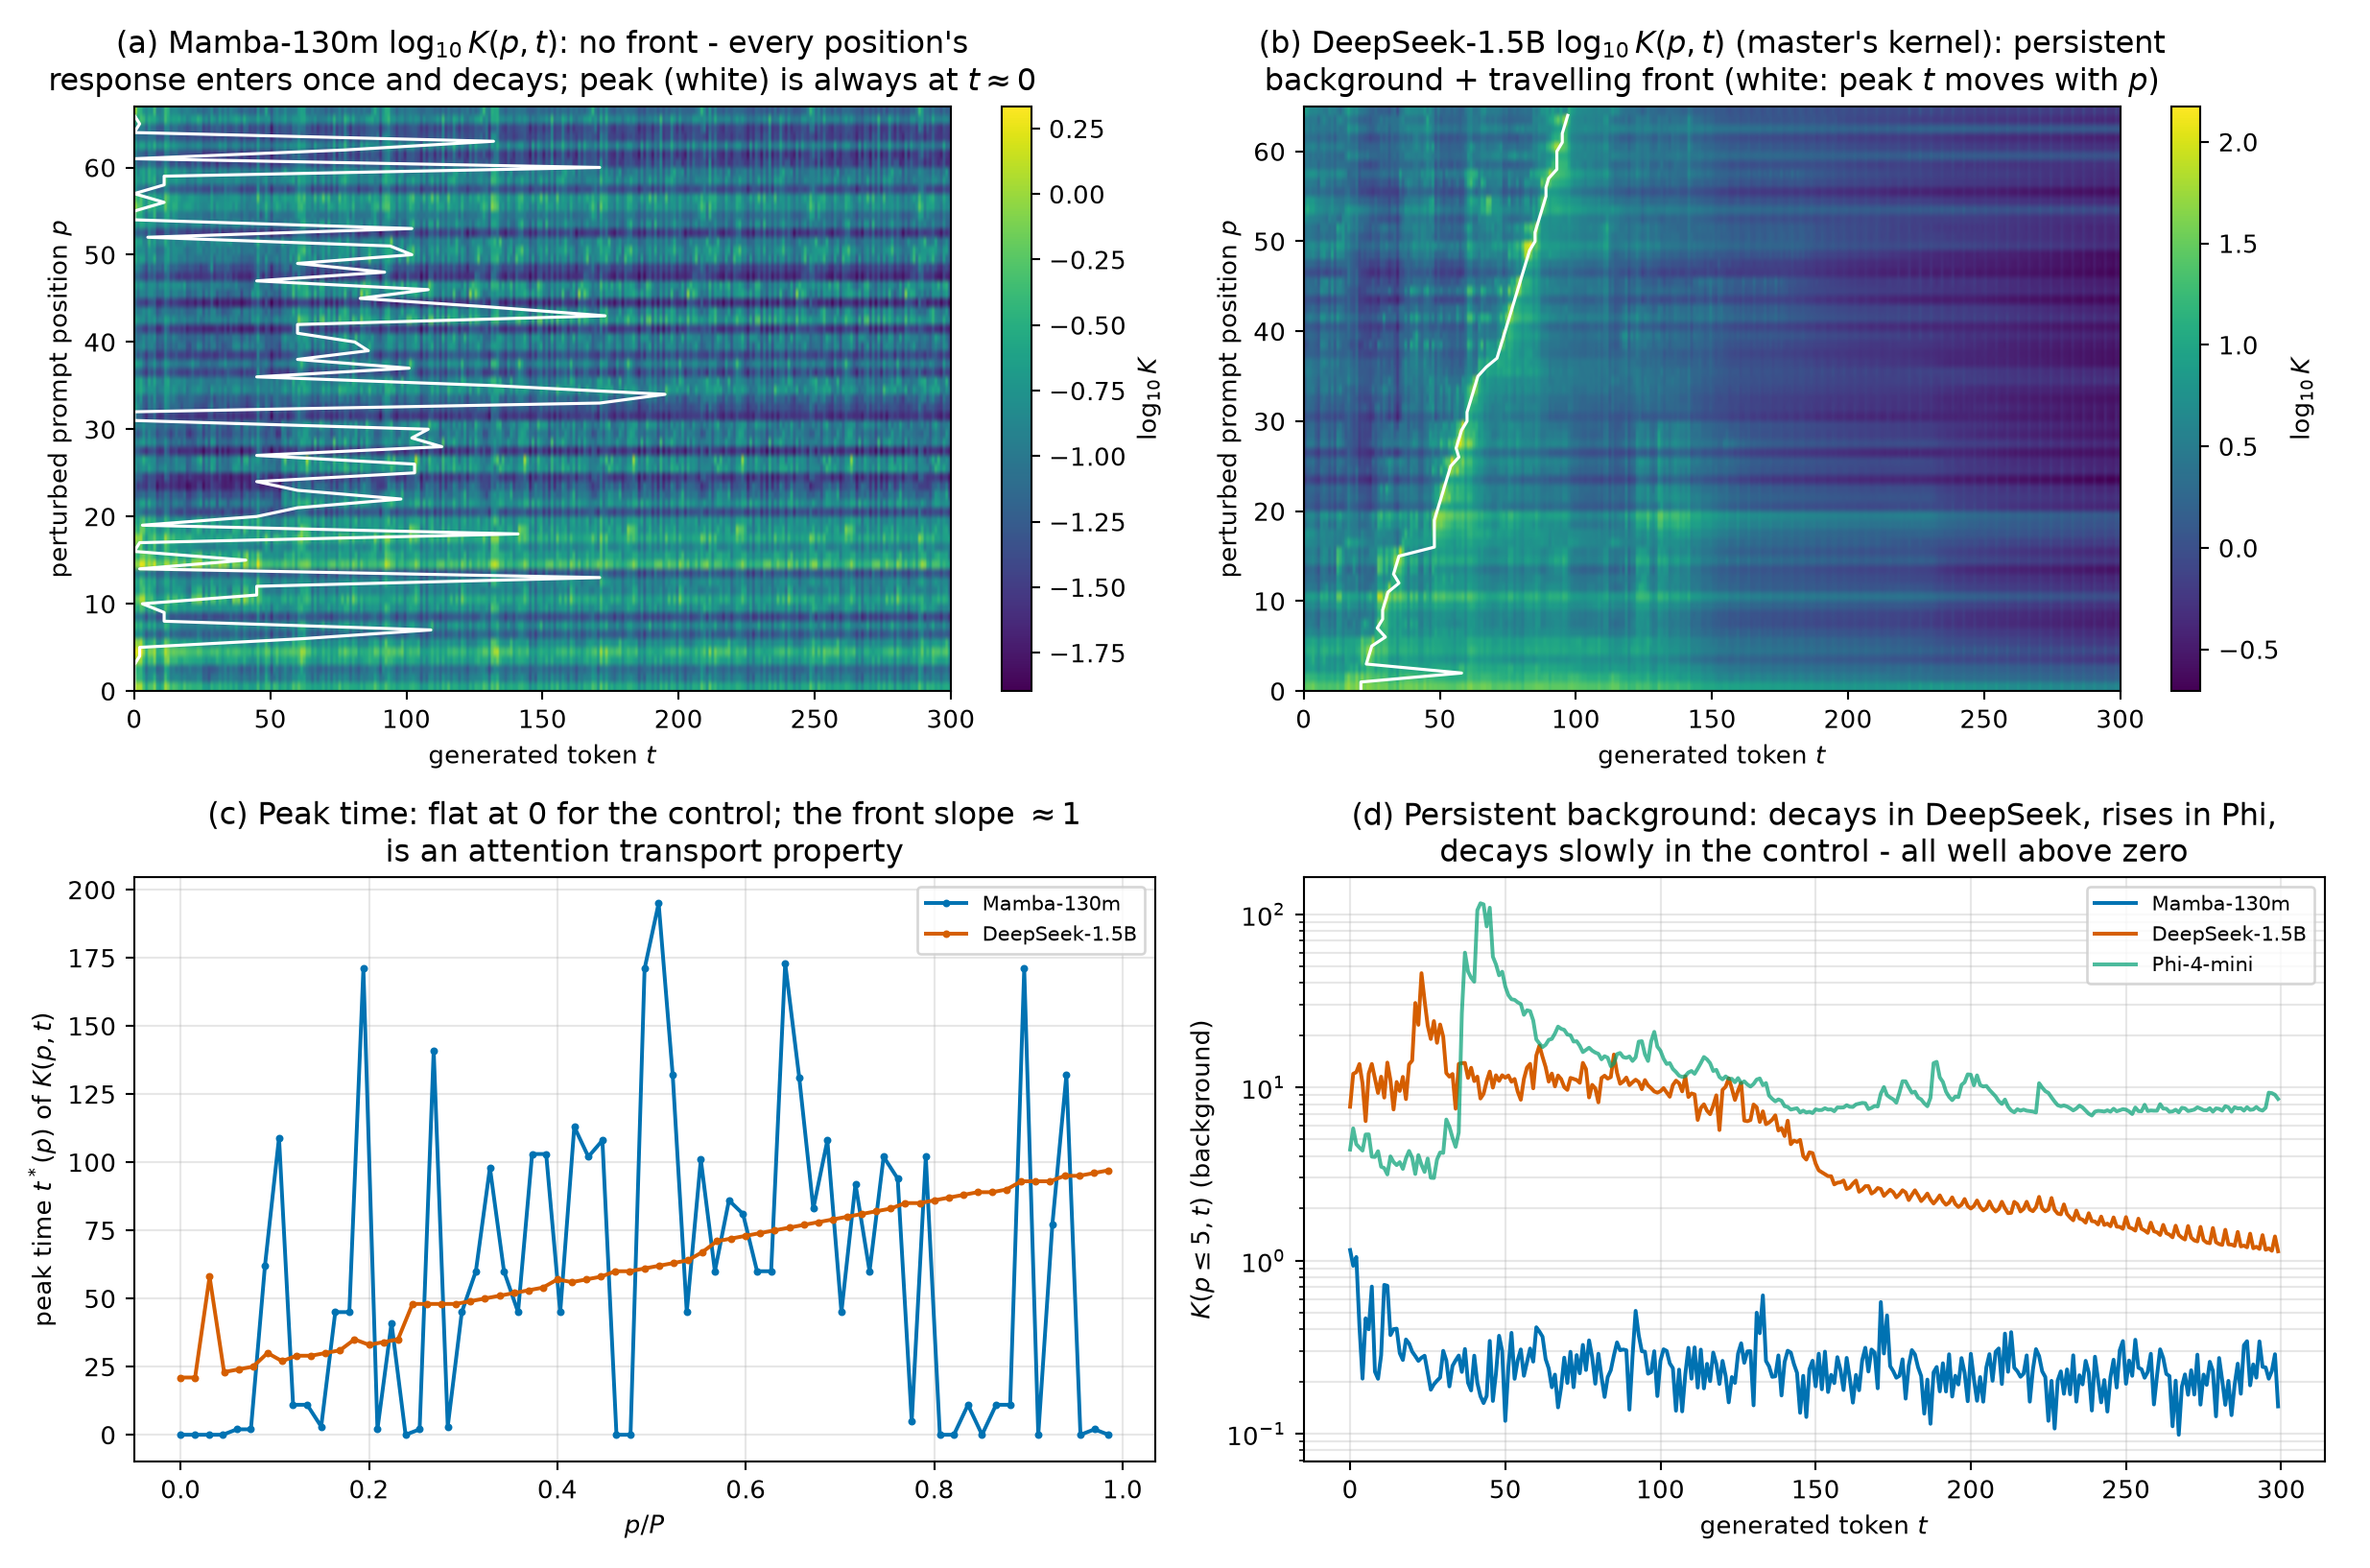 (a) Mamba-130m log₁₀ K(p, t): no front - every position's
response enters once and decays; peak (white) is always at t ≈ 0
60
50
40
30
20
10
0
perturbed prompt position p
0 50 100 150 200 250 300
generated token t
0.25
0.00
−0.25
−0.50
−0.75
−1.00
−1.25
−1.50
−1.75
log₁₀ K
(b) DeepSeek-1.5B log₁₀ K(p, t) (master's kernel): persistent
background + travelling front (white: peak t moves with p)
60
50
40
30
20
10
0
perturbed prompt position p
0 50 100 150 200 250 300
generated token t
2.0
1.5
1.0
0.5
0.0
−0.5
log₁₀ K
(c) Peak time: flat at 0 for the control; the front slope ≈ 1
is an attention transport property
200
175
150
125
100
75
50
25
0
peak time t*(p) of K(p, t)
Mamba-130m
DeepSeek-1.5B
0.0 0.2 0.4 0.6 0.8 1.0
p/P
(d) Persistent background: decays in DeepSeek, rises in Phi,
decays slowly in the control - all well above zero
10²
10¹
10⁰
10⁻¹
K(p ≤ 5, t) (background)
Mamba-130m
DeepSeek-1.5B
Phi-4-mini
0 50 100 150 200 250 300
generated token t